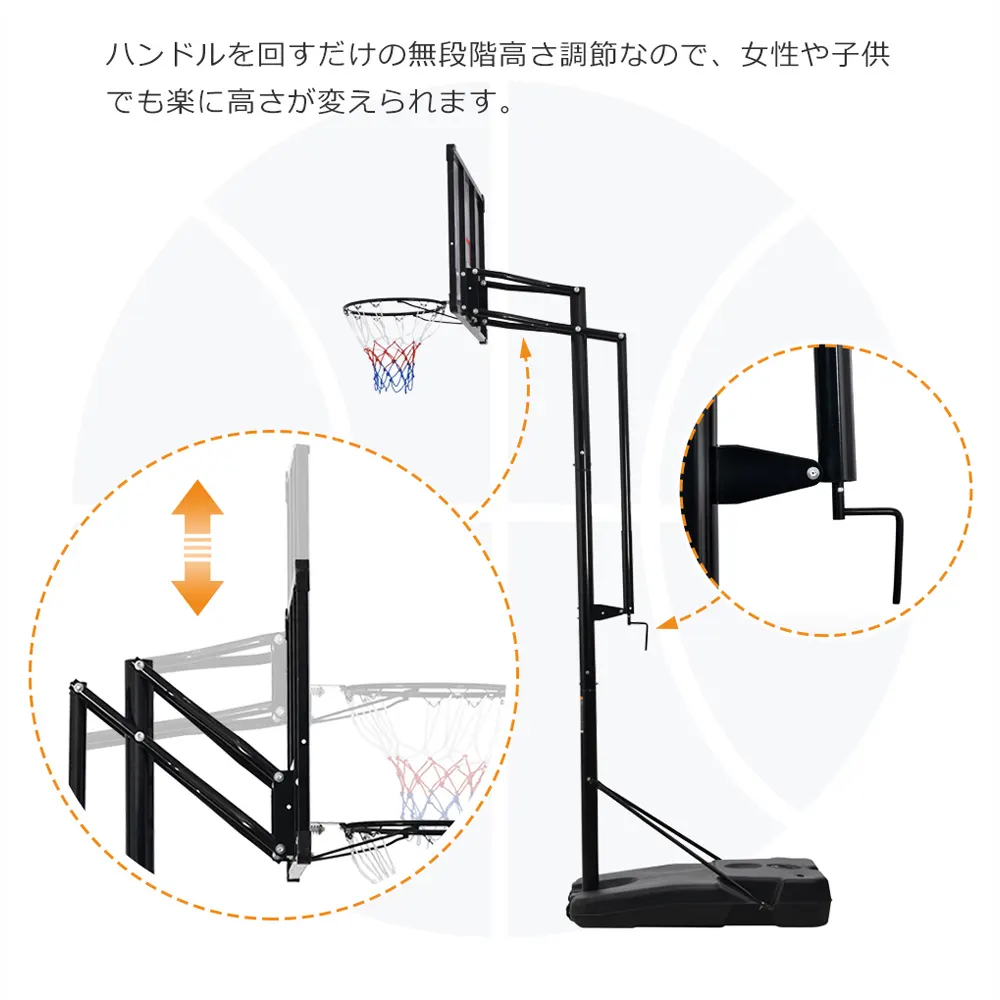 ハンドルを回すだけの無段階高さ調節なので、女性や子供
でも楽に高さが変えられます。